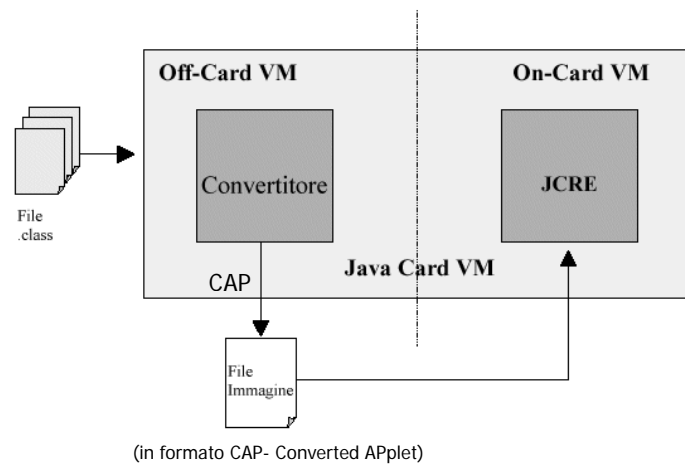 Off-Card VM
On-Card VM
Convertitore
JCRE
File
.class
Java Card VM
CAP
File
Immagine
(in formato CAP- Converted APplet)